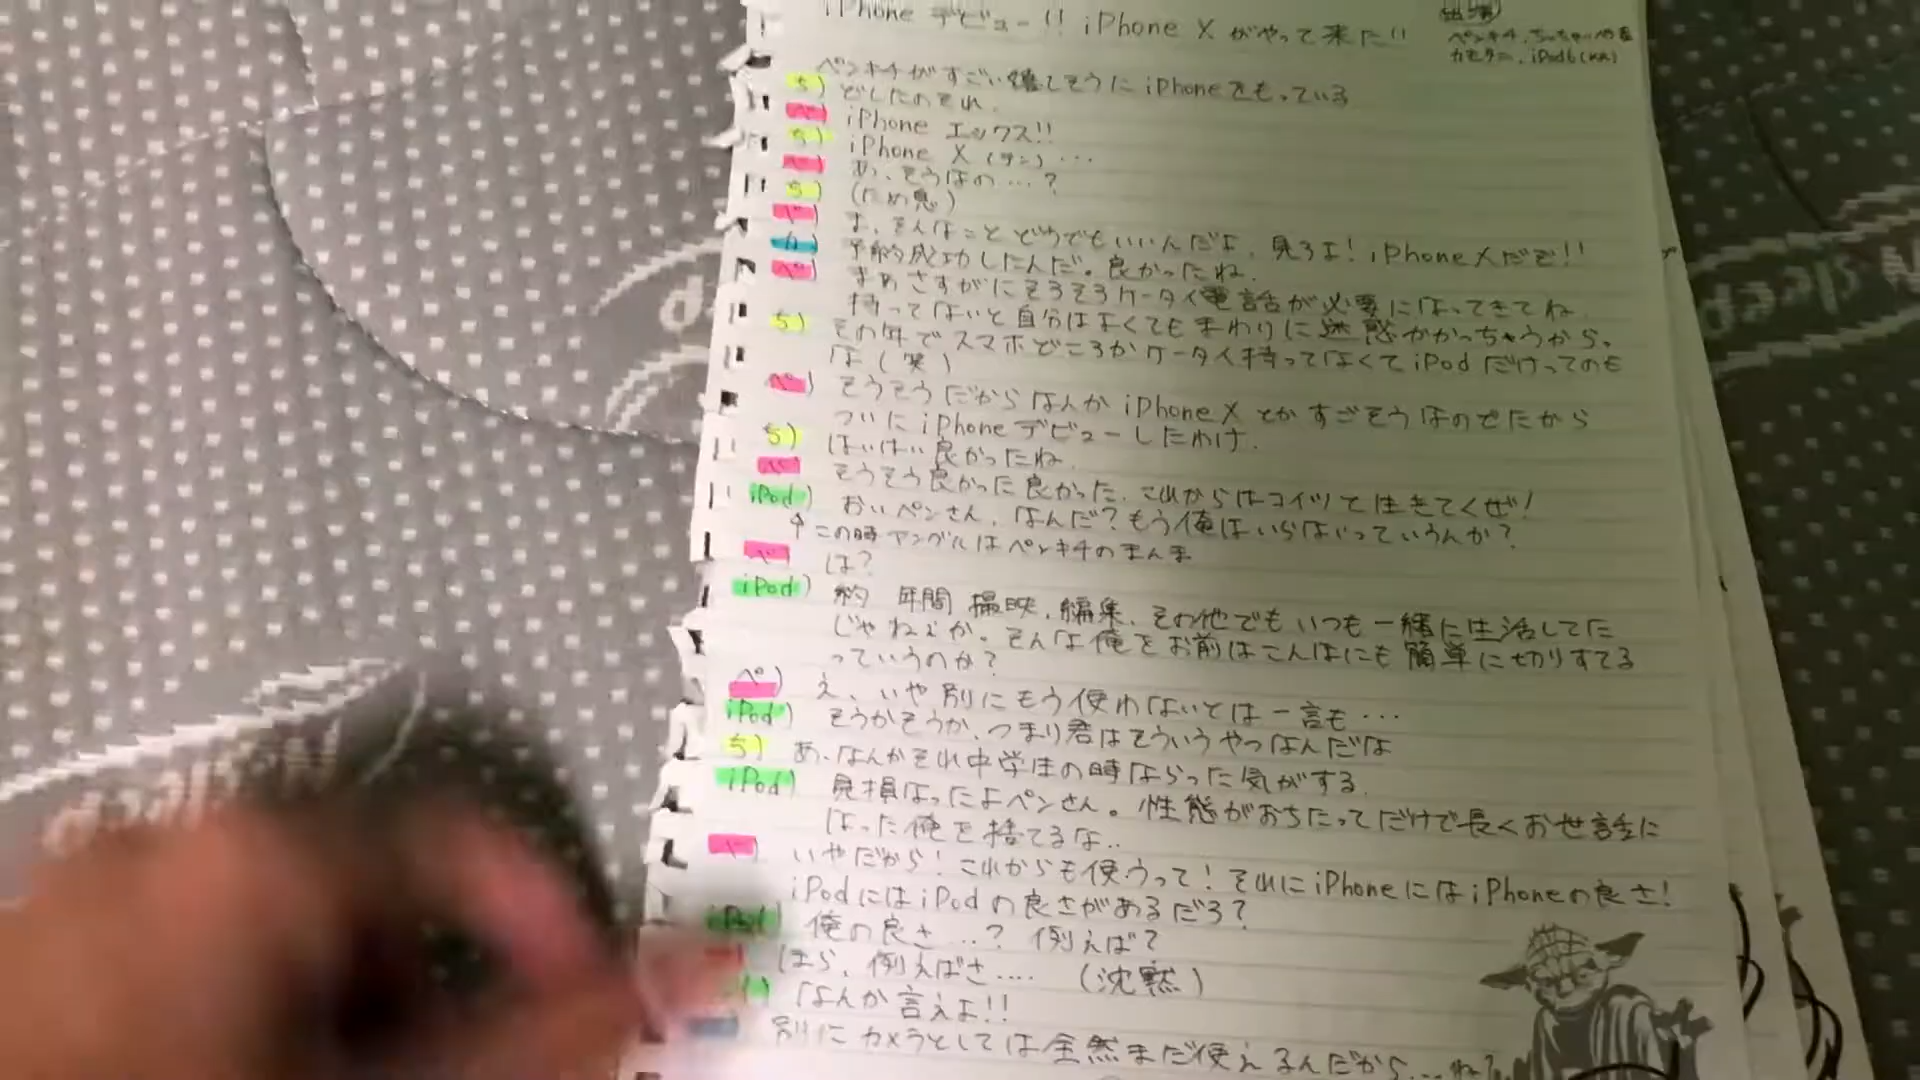 iPhone デビュー!! iPhone X がやって来た!!
出演)
ペンキチ、ちっちゃいペン
カモタニ、iPod6(
ペンキチがすごい嬉しそうに iPhoneをもっている
ち) どしたのそれ.
ペ) iPhone エックス!!
ち) iPhone X (テン)...
ペ) あ、そうなの...?
ち) (ため息)
ペ) ま、そんなことどうでもいいんだよ、見ろよ! iPhoneXだぞ!!
カ) 予約成功したんだ。良かったね.
ペ) まぁさすがにそろそろケータイ電話が必要になってきてね.
持ってないと自分はよくてもまわりに迷惑かかっちゃうから。
ち) その年でスマホどころかケータイ持ってなくて iPodだけってのも
な(笑)
ペ) そうそうだからなんか iPhone X とかすごそうなのでたから
ついに iPhoneデビューしたわけ.
ち) はいはい良かったね.
ペ) そうそう良かった良かった、これからはコイツと生きてくぜ!
iPod) おいペンさん、なんだ?もう俺はいらないっていうんか?
↑この時アングルはペンキチのまんま
ペ) は?
iPod) 約 年間 撮映、編集、その他でもいつも一緒に生活してた
じゃねぇか。そんな俺をお前はこんなにも簡単に切りすてる
っていうのか?
ペ) え、いや別にもう使わないとは一言も...
iPod) そうかそうか、つまり君はそういうやつなんだな
ち) あ、なんかそれ中学生の時ならった気がする.
iPod) 見損なったよペンさん。性態がおちたってだけで長くお世話に
なった俺を捨てるな..
ペ) いやだから!これからも使うって!それにiPhoneにはiPhoneの良さ!
iPodにはiPodの良さがあるだろ?
iPod) 俺の良さ...? 例えば?
ほら、例えばさ.... (沈黙)
なんか言えよ!!
別にカメラとしては全然まだ使えるんだから...ね?
N sleep